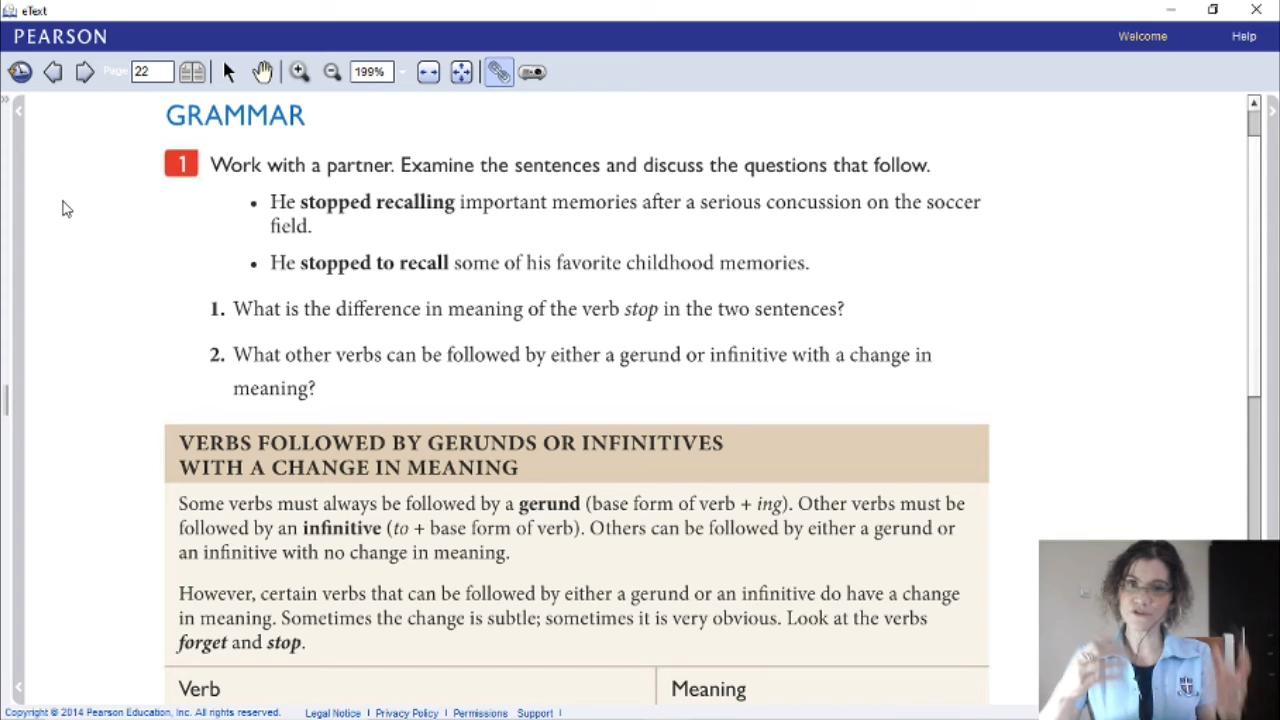 eText
PEARSON
Welcome
Help
Page
22
199%
GRAMMAR
1 Work with a partner. Examine the sentences and discuss the questions that follow.
• He stopped recalling important memories after a serious concussion on the soccer
field.
• He stopped to recall some of his favorite childhood memories.
1. What is the difference in meaning of the verb stop in the two sentences?
2. What other verbs can be followed by either a gerund or infinitive with a change in
meaning?
VERBS FOLLOWED BY GERUNDS OR INFINITIVES
WITH A CHANGE IN MEANING
Some verbs must always be followed by a gerund (base form of verb + ing). Other verbs must be
followed by an infinitive (to + base form of verb). Others can be followed by either a gerund or
an infinitive with no change in meaning.
However, certain verbs that can be followed by either a gerund or an infinitive do have a change
in meaning. Sometimes the change is subtle; sometimes it is very obvious. Look at the verbs
forget and stop.
Verb
Meaning
Copyright © 2014 Pearson Education, Inc. All rights reserved. Legal Notice | Privacy Policy | Permissions Support |